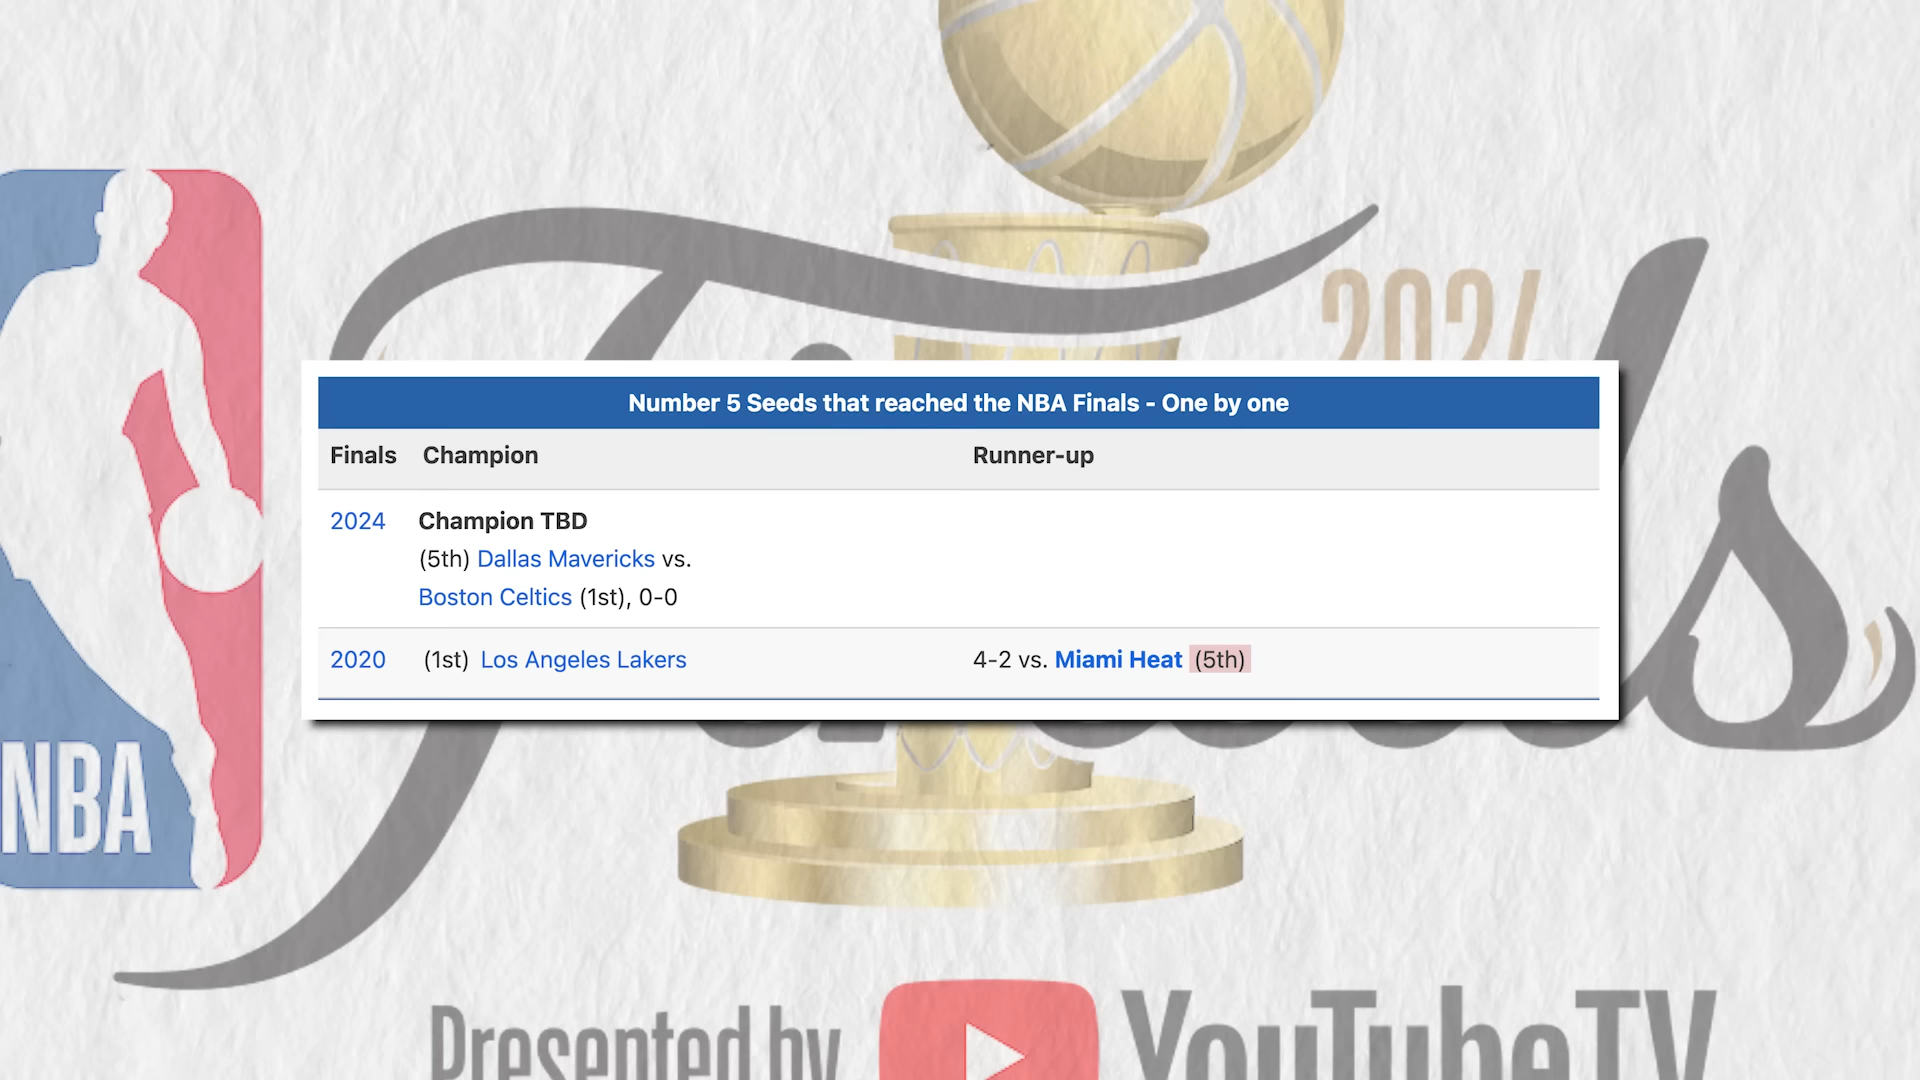 2024
Number 5 Seeds that reached the NBA Finals - One by one
Finals Champion Runner-up
2024 Champion TBD
(5th) Dallas Mavericks vs.
Boston Celtics (1st), 0-0
2020 (1st) Los Angeles Lakers 4-2 vs. Miami Heat (5th)
NBA
Presented by YouTubeTV